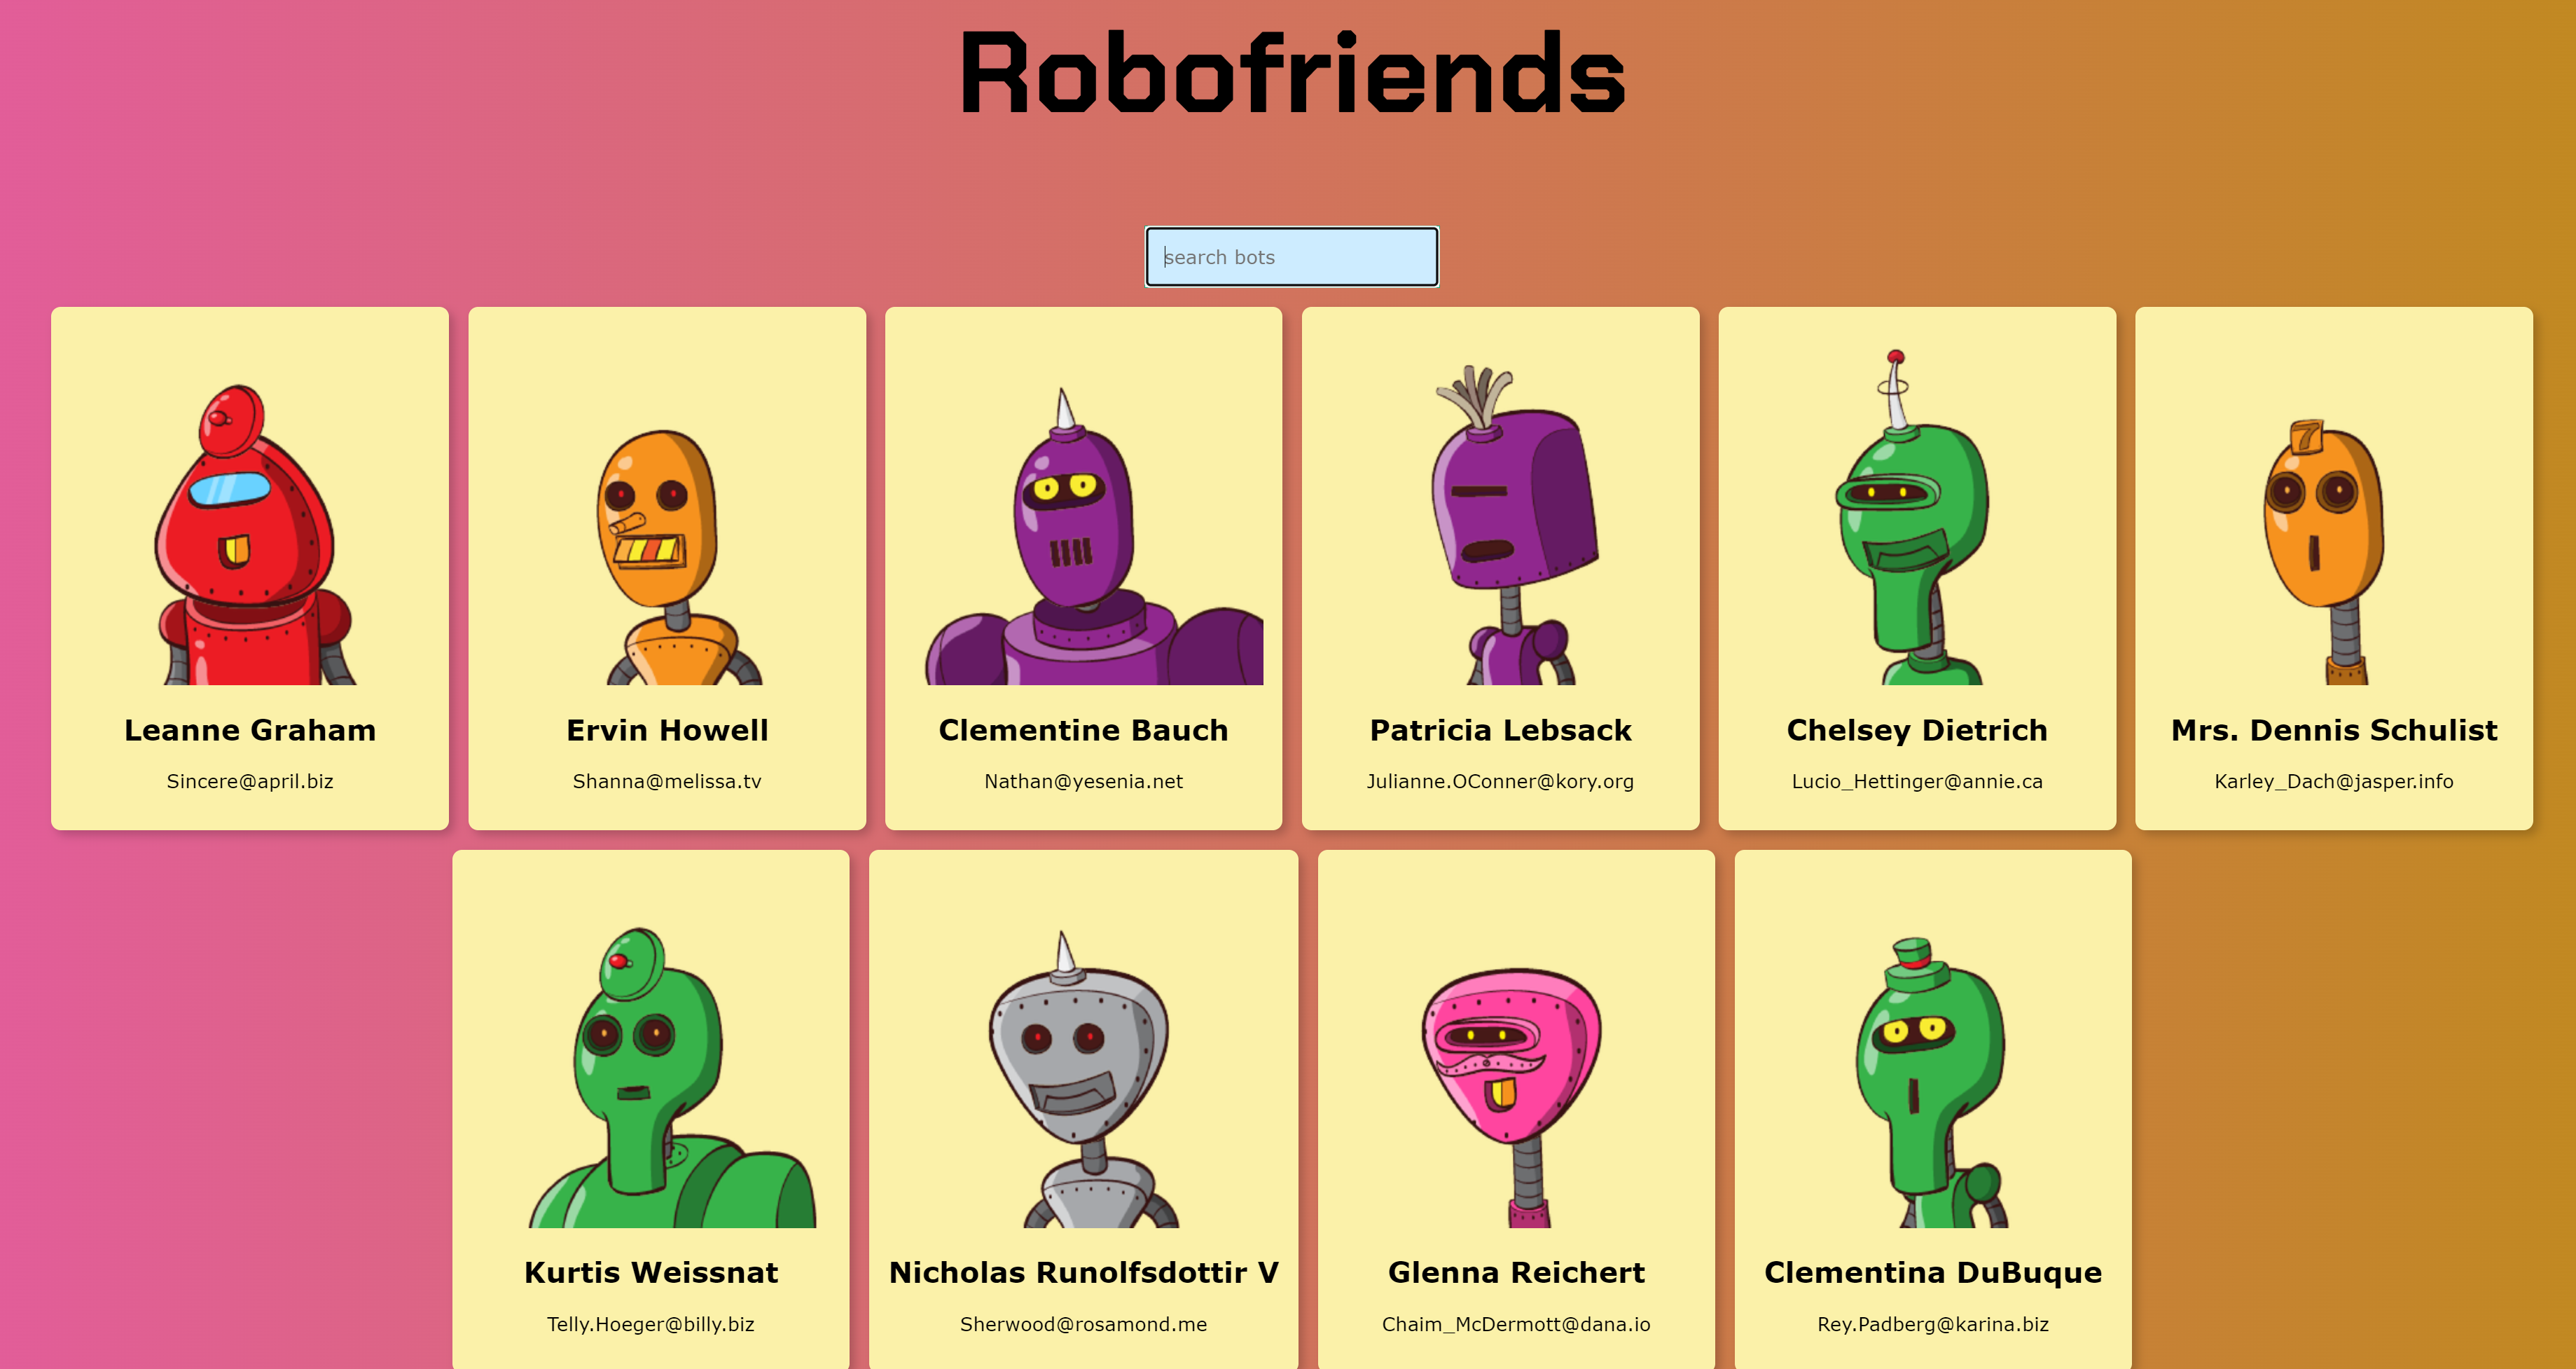 Robofriends
search bots
7
Leanne Graham
Sincere@april.biz
Ervin Howell
Shanna@melissa.tv
Clementine Bauch
Nathan@yesenia.net
Patricia Lebsack
Julianne.OConner@kory.org
Chelsey Dietrich
Lucio_Hettinger@annie.ca
Mrs. Dennis Schulist
Karley_Dach@jasper.info
Kurtis Weissnat
Telly.Hoeger@billy.biz
Nicholas Runolfsdottir V
Sherwood@rosamond.me
Glenna Reichert
Chaim_McDermott@dana.io
Clementina DuBuque
Rey.Padberg@karina.biz